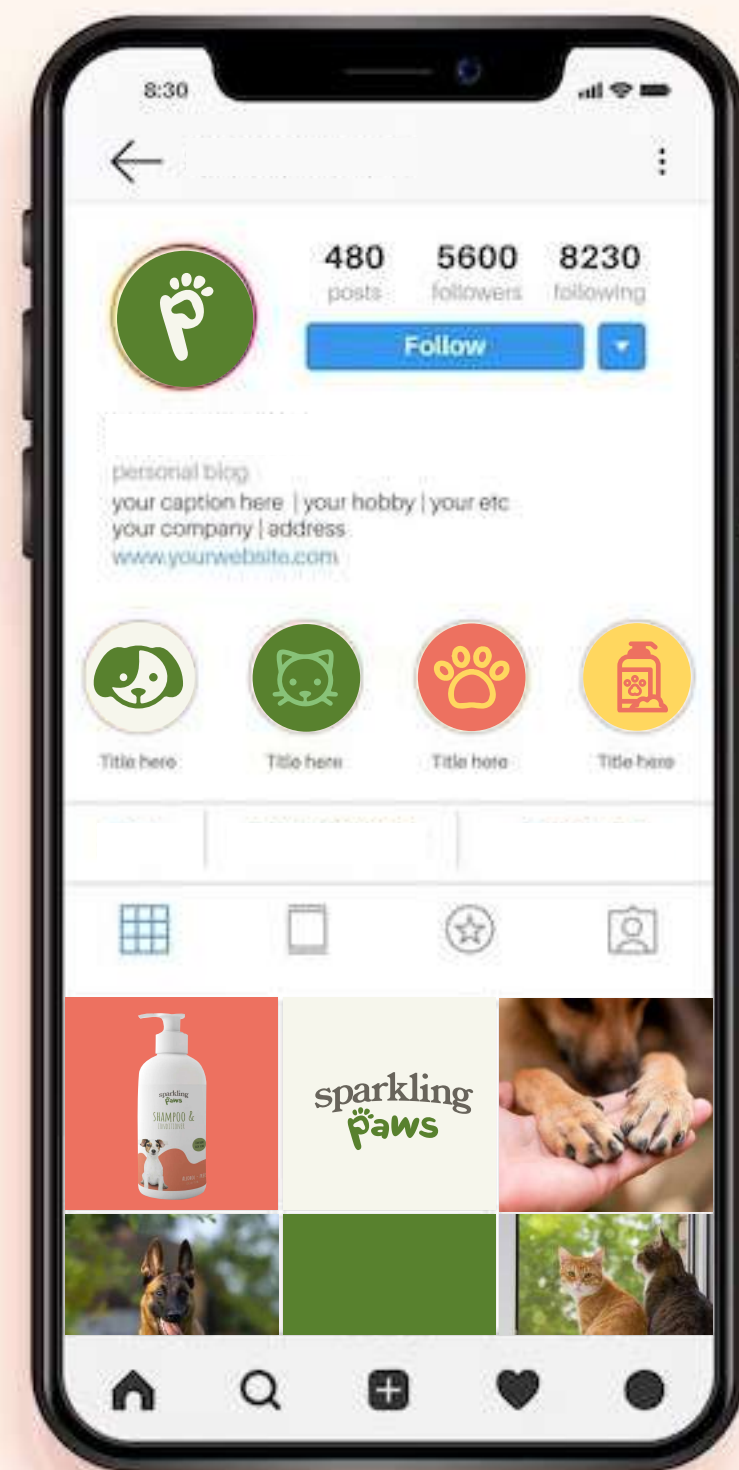 8:30
480 5600 8230
posts followers following
Follow
personal blog
your caption here | your hobby | your etc
your company | address
www.yourwebsite.com
Title here Title here Title here Title here
sparkling
paws
SHAMPOO &
CONDITIONER
sparkling
paws